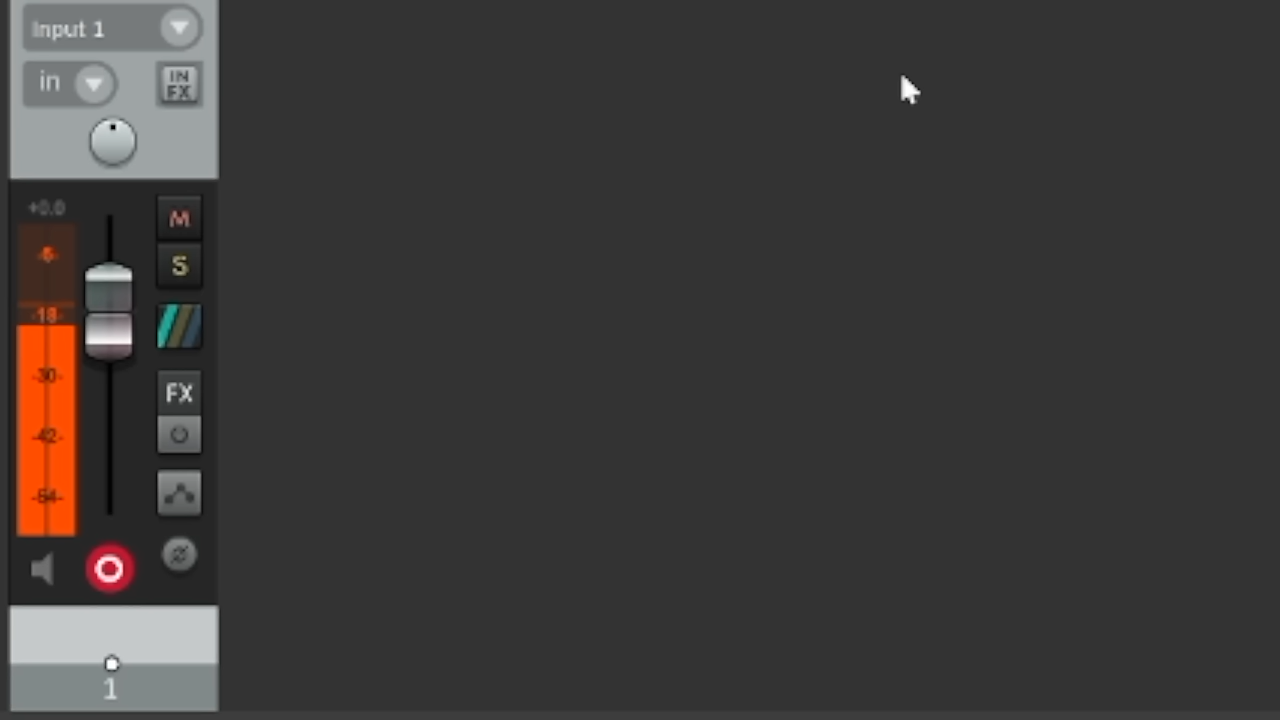 Input 1
in
IN
FX
+0.0
M
-6-
S
-18-
-30-
FX
-42-
-54-
1